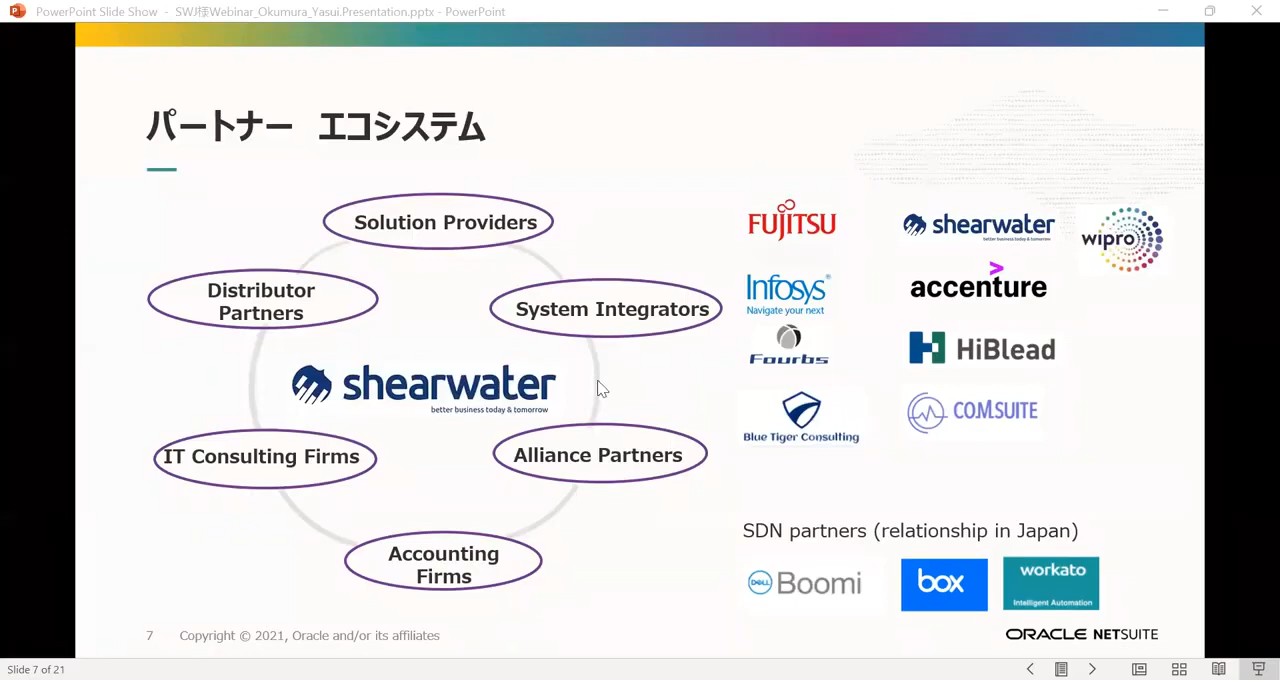 PowerPoint Slide Show - SWJ様Webinar_Okumura_Yasui.Presentation.pptx - PowerPoint
パートナー エコシステム
Solution Providers
Distributor
Partners
System Integrators
shearwater
better business today & tomorrow
IT Consulting Firms
Alliance Partners
Accounting
Firms
FUJITSU
shearwater
better business today & tomorrow
wipro
Infosys®
Navigate your next
accenture
Fourbs
HiBlead
Blue Tiger Consulting
COM.SUITE
SDN partners (relationship in Japan)
DELL Boomi
box
workato
Intelligent Automation
7 Copyright © 2021, Oracle and/or its affiliates
ORACLE NETSUITE
Slide 7 of 21